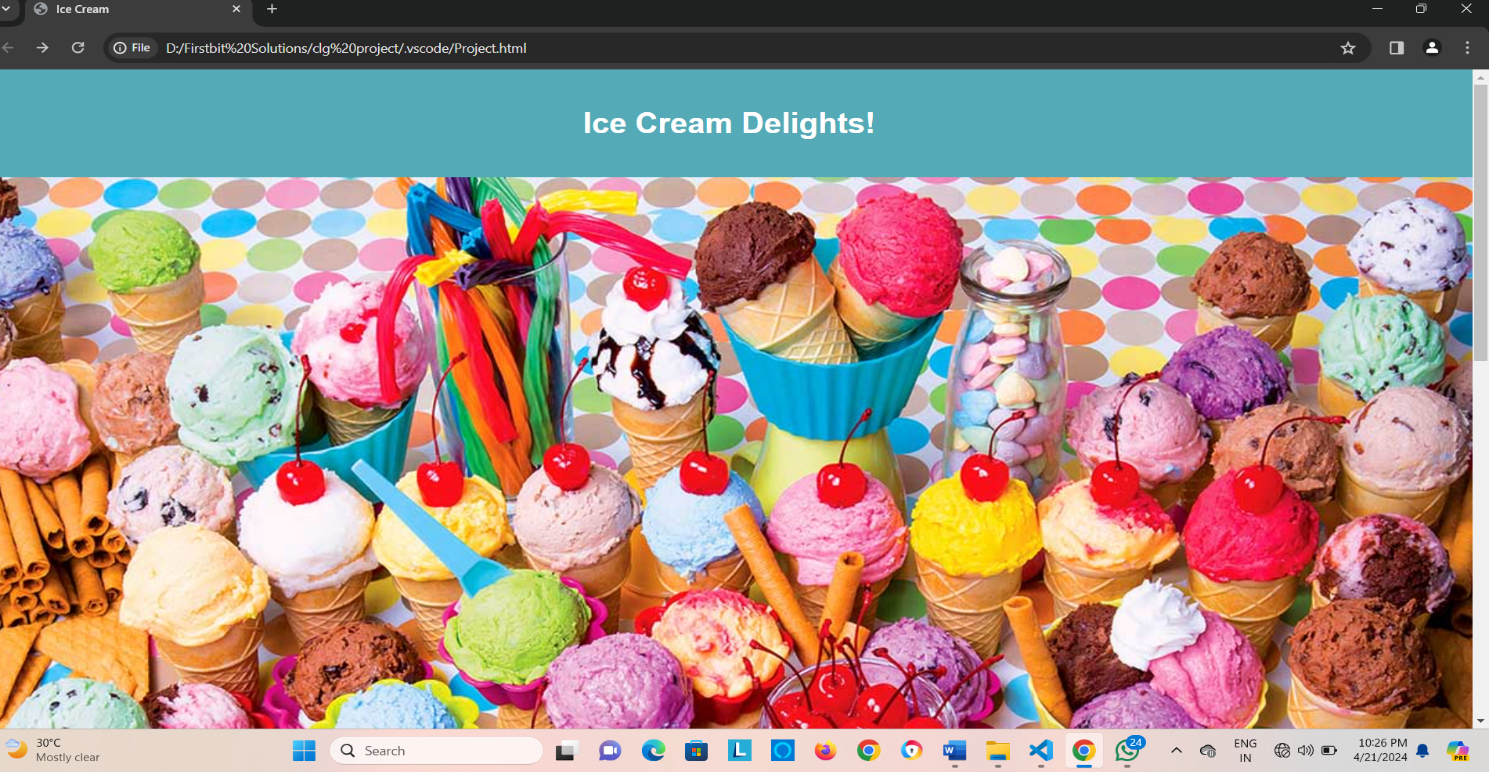 Ice Cream
File
D:/Firstbit%20Solutions/clg%20project/.vscode/Project.html
Ice Cream Delights!
30°C
Mostly clear
Search
L
W
24
ENG
IN
10:26 PM
4/21/2024
PRE